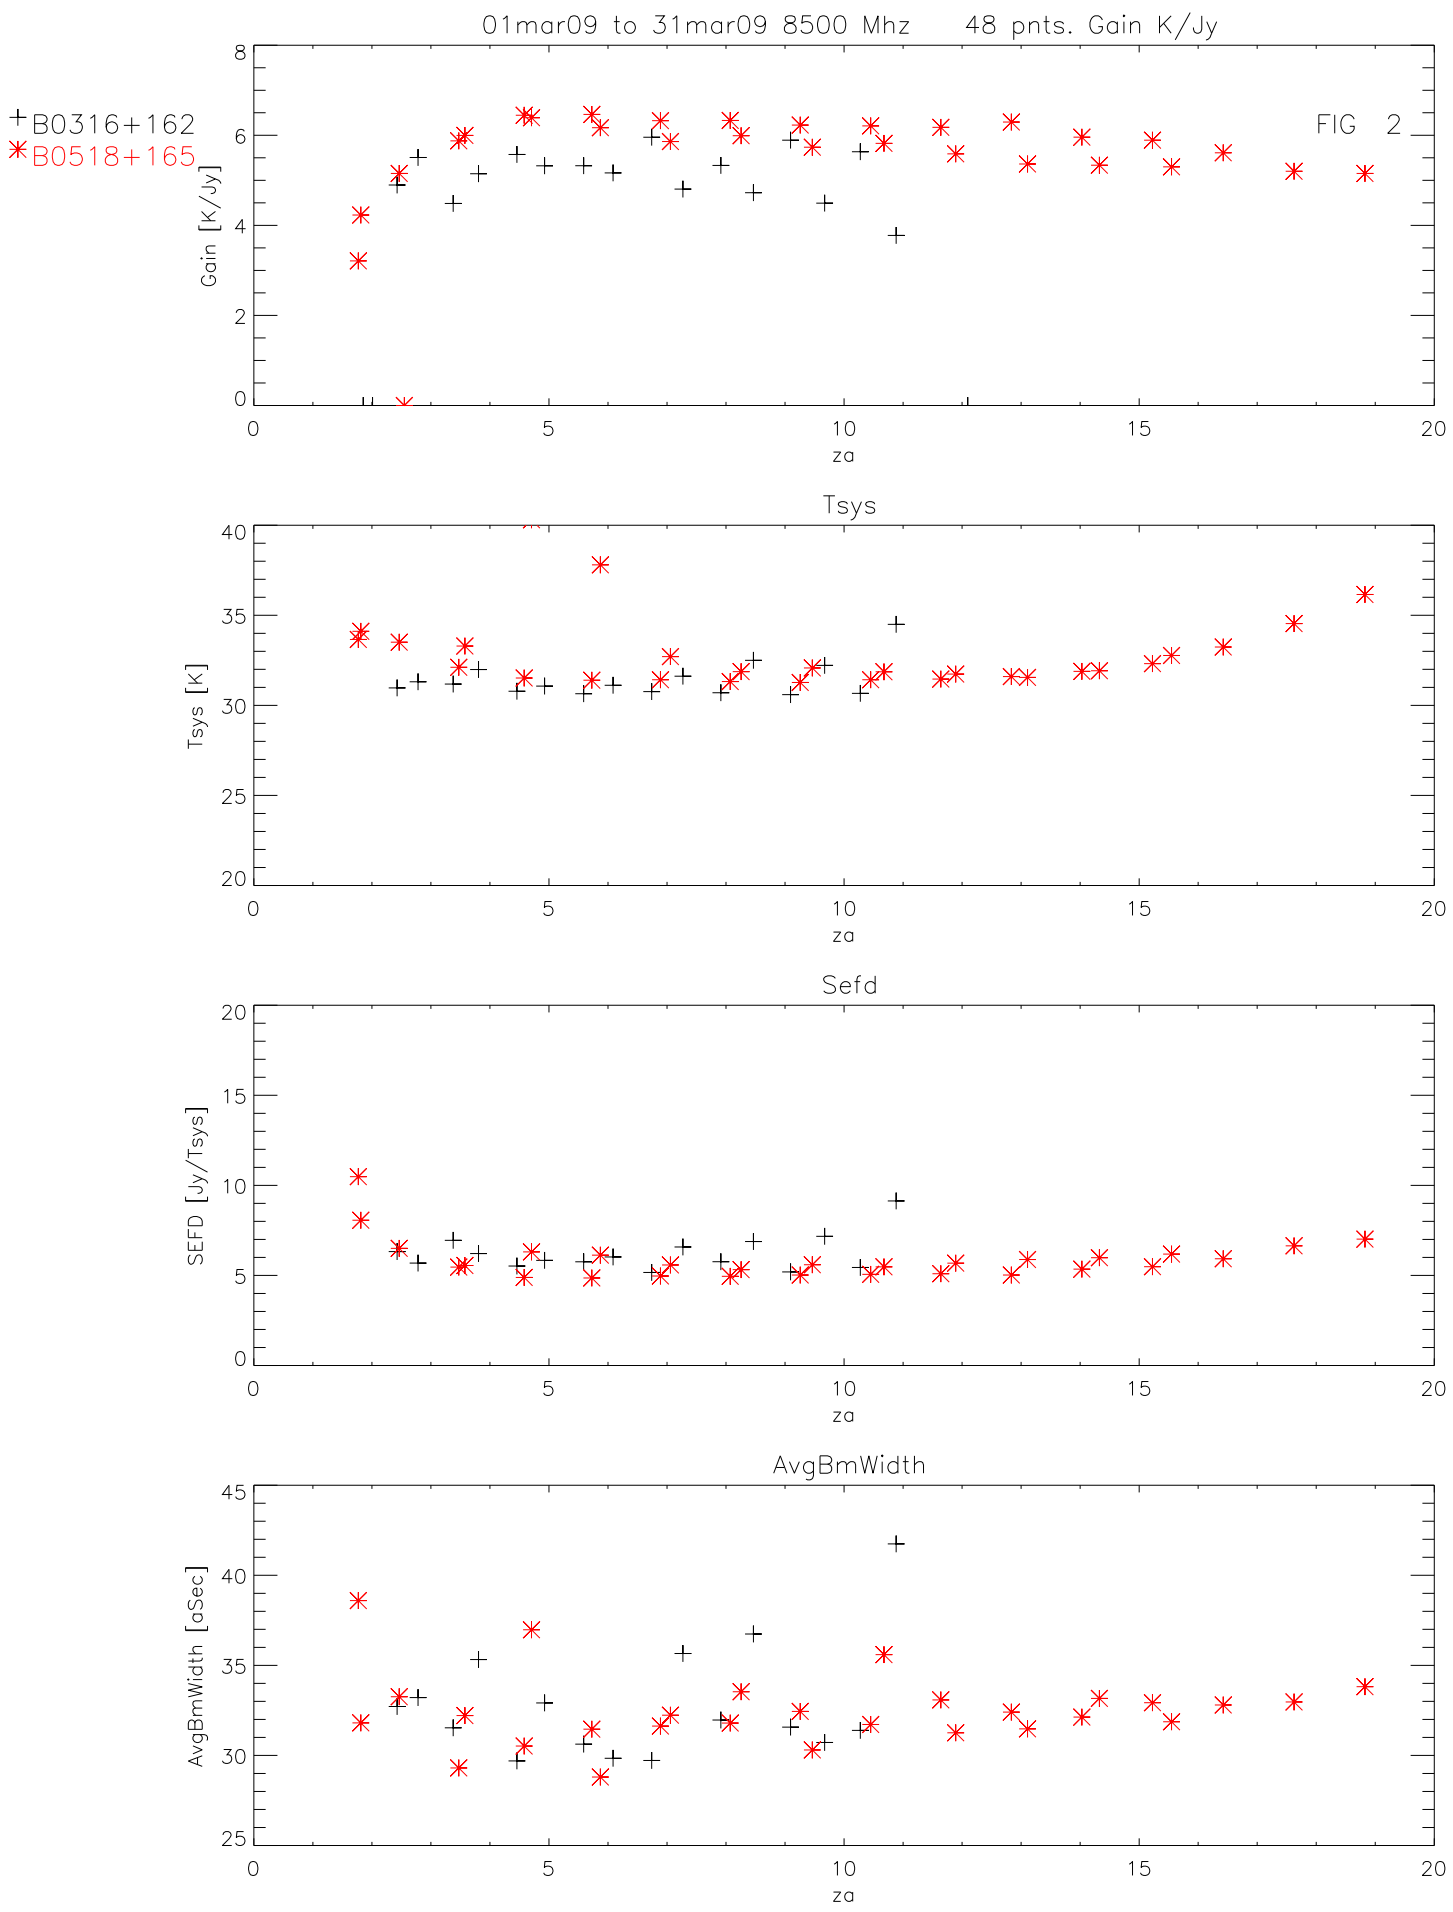 01mar09 to 31mar09 8500 Mhz 48 pnts. Gain K/Jy
B0316+162
B0518+165
FIG 2
Gain [K/Jy]
8
6
4
2
0
0 5 10 15 20
za
Tsys
Tsys [K]
40
35
30
25
20
0 5 10 15 20
za
Sefd
SEFD [Jy/Tsys]
20
15
10
5
0
0 5 10 15 20
za
AvgBmWidth
AvgBmWidth [aSec]
45
40
35
30
25
0 5 10 15 20
za